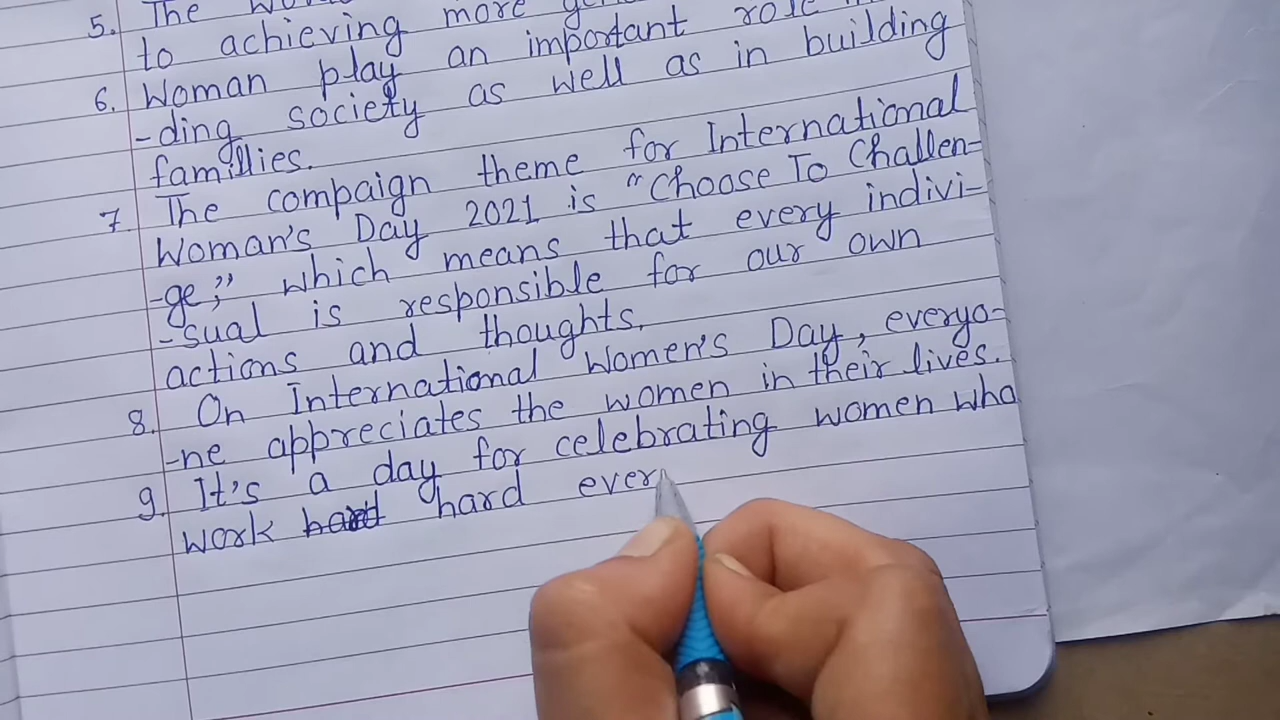 5. The
to achieving more
6. Woman play an important role
-ding society as well as in building
famillies.
7. The compaign theme for International
Woman's Day 2021 is "Choose To Challen-
-ge," which means that every indivi-
-sual is responsible for our own
actions and thoughts.
8. On International Women's Day, everyo-
-ne appreciates the women in their lives.
9. It's a day for celebrating women who
work hard hard ever